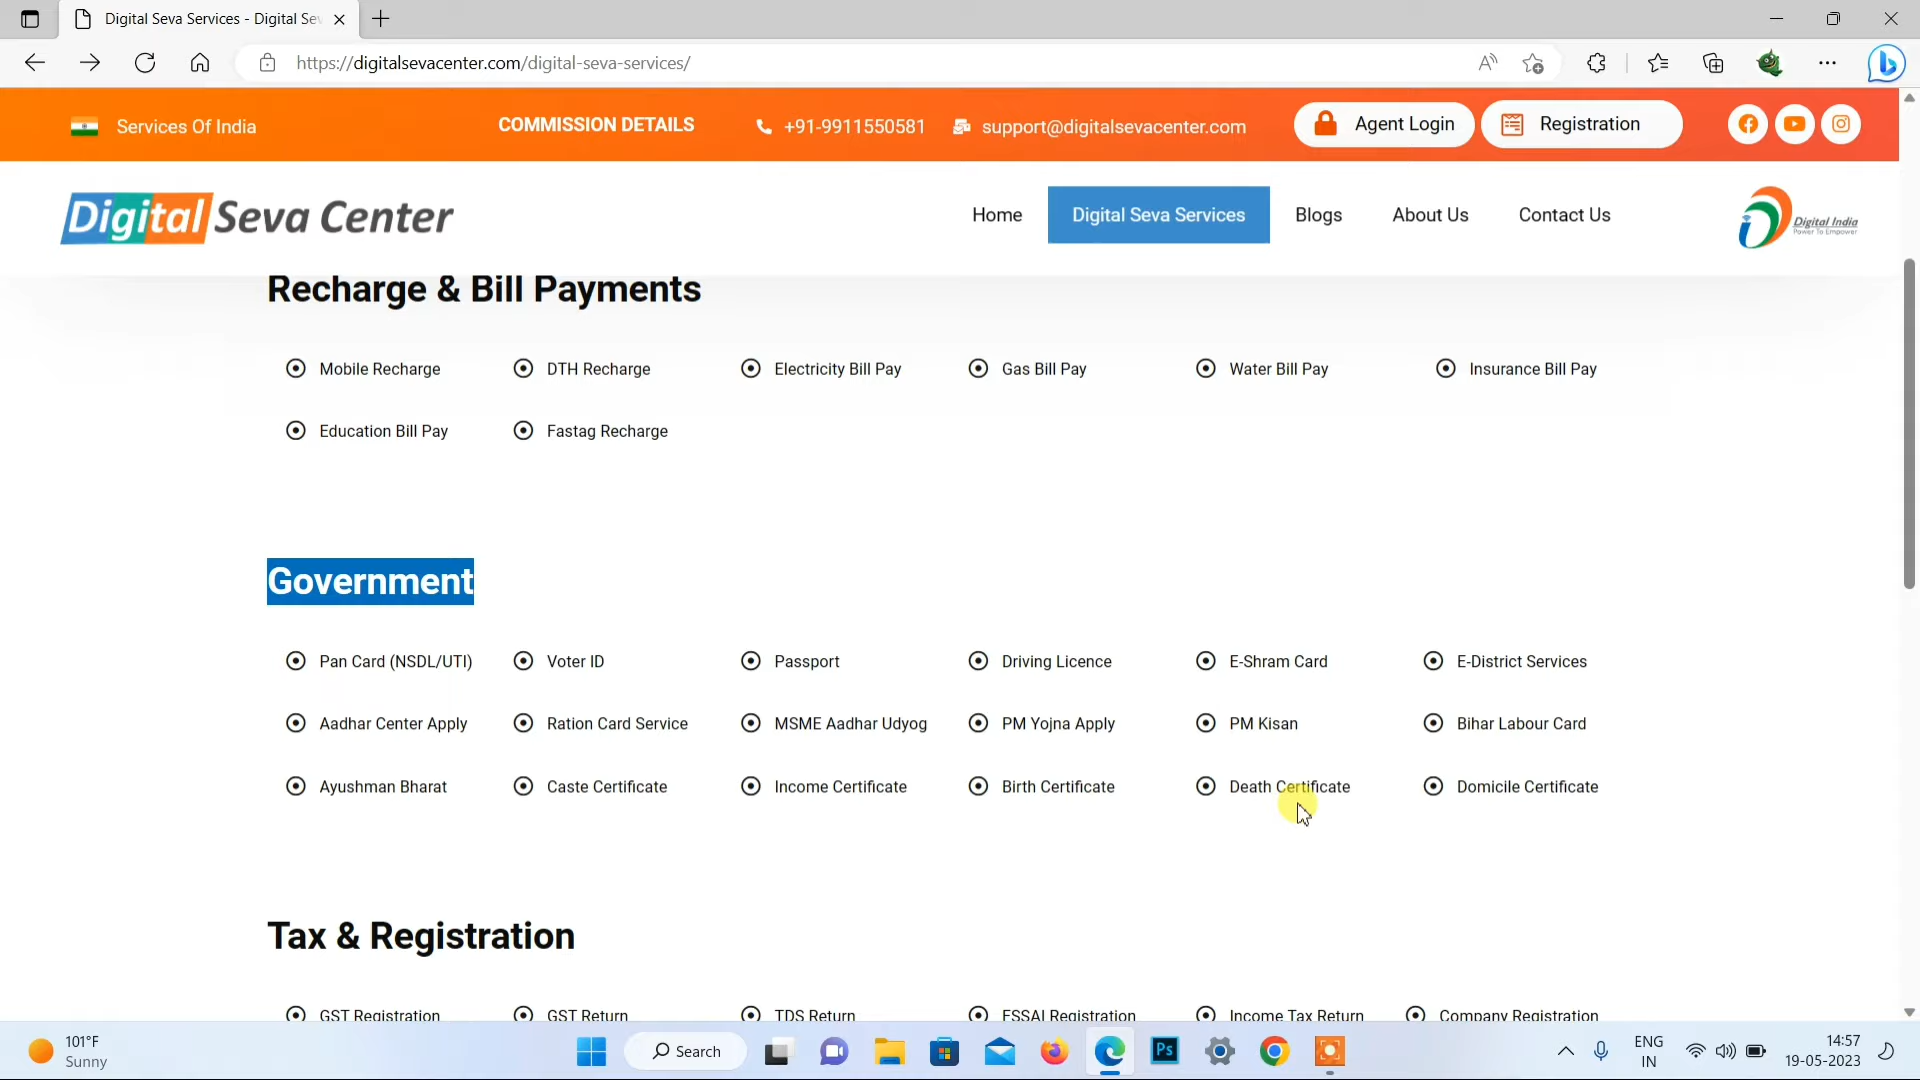 Digital Seva Services - Digital Sev
https://digitalsevacenter.com/digital-seva-services/
Services Of India
COMMISSION DETAILS
+91-9911550581
support@digitalsevacenter.com
Agent Login
Registration
Digital Seva Center
Home
Digital Seva Services
Blogs
About Us
Contact Us
Digital India
Power To Empower
Recharge & Bill Payments
Mobile Recharge
DTH Recharge
Electricity Bill Pay
Gas Bill Pay
Water Bill Pay
Insurance Bill Pay
Education Bill Pay
Fastag Recharge
Government
Pan Card (NSDL/UTI)
Voter ID
Passport
Driving Licence
E-Shram Card
E-District Services
Aadhar Center Apply
Ration Card Service
MSME Aadhar Udyog
PM Yojna Apply
PM Kisan
Bihar Labour Card
Ayushman Bharat
Caste Certificate
Income Certificate
Birth Certificate
Death Certificate
Domicile Certificate
Tax & Registration
GST Registration
GST Return
TDS Return
FSSAI Registration
Income Tax Return
Company Registration
101°F
Sunny
Search
Ps
ENG
IN
14:57
19-05-2023